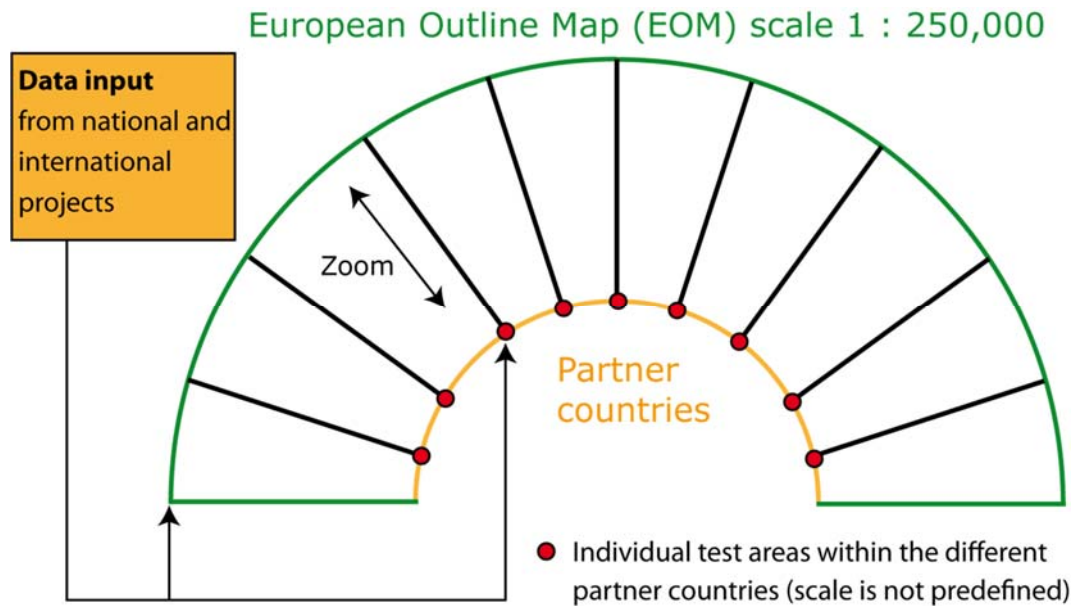 European Outline Map (EOM) scale 1 : 250,000
Data input
from national and
international
projects
Zoom
Partner
countries
Individual test areas within the different
partner countries (scale is not predefined)